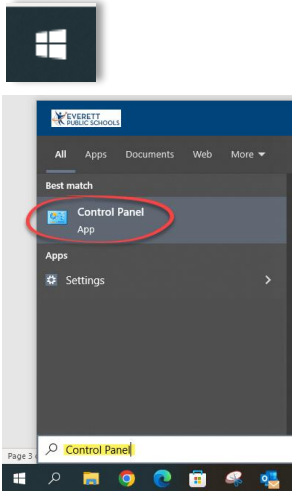 EVERETT
PUBLIC SCHOOLS
All Apps Documents Web More
Best match
Control Panel
App
Apps
Settings
Control Panel
Page 3